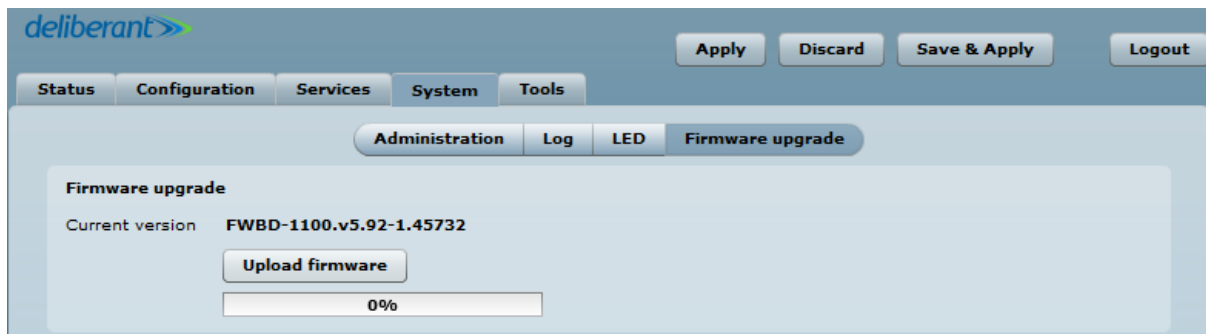 deliberant
Apply Discard Save & Apply Logout
Status Configuration Services System Tools
Administration Log LED Firmware upgrade
Firmware upgrade
Current version FWBD-1100.v5.92-1.45732
Upload firmware
0%